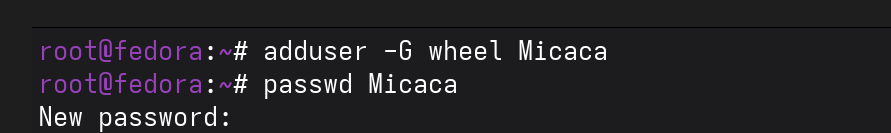 root@fedora:~# adduser -G wheel Micaca
root@fedora:~# passwd Micaca
New password: